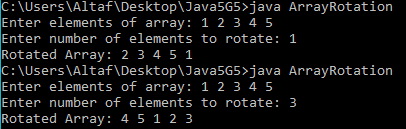 C:\Users\Altaf\Desktop\Java5G5>java ArrayRotation
Enter elements of array: 1 2 3 4 5
Enter number of elements to rotate: 1
Rotated Array: 2 3 4 5 1
C:\Users\Altaf\Desktop\Java5G5>java ArrayRotation
Enter elements of array: 1 2 3 4 5
Enter number of elements to rotate: 3
Rotated Array: 4 5 1 2 3